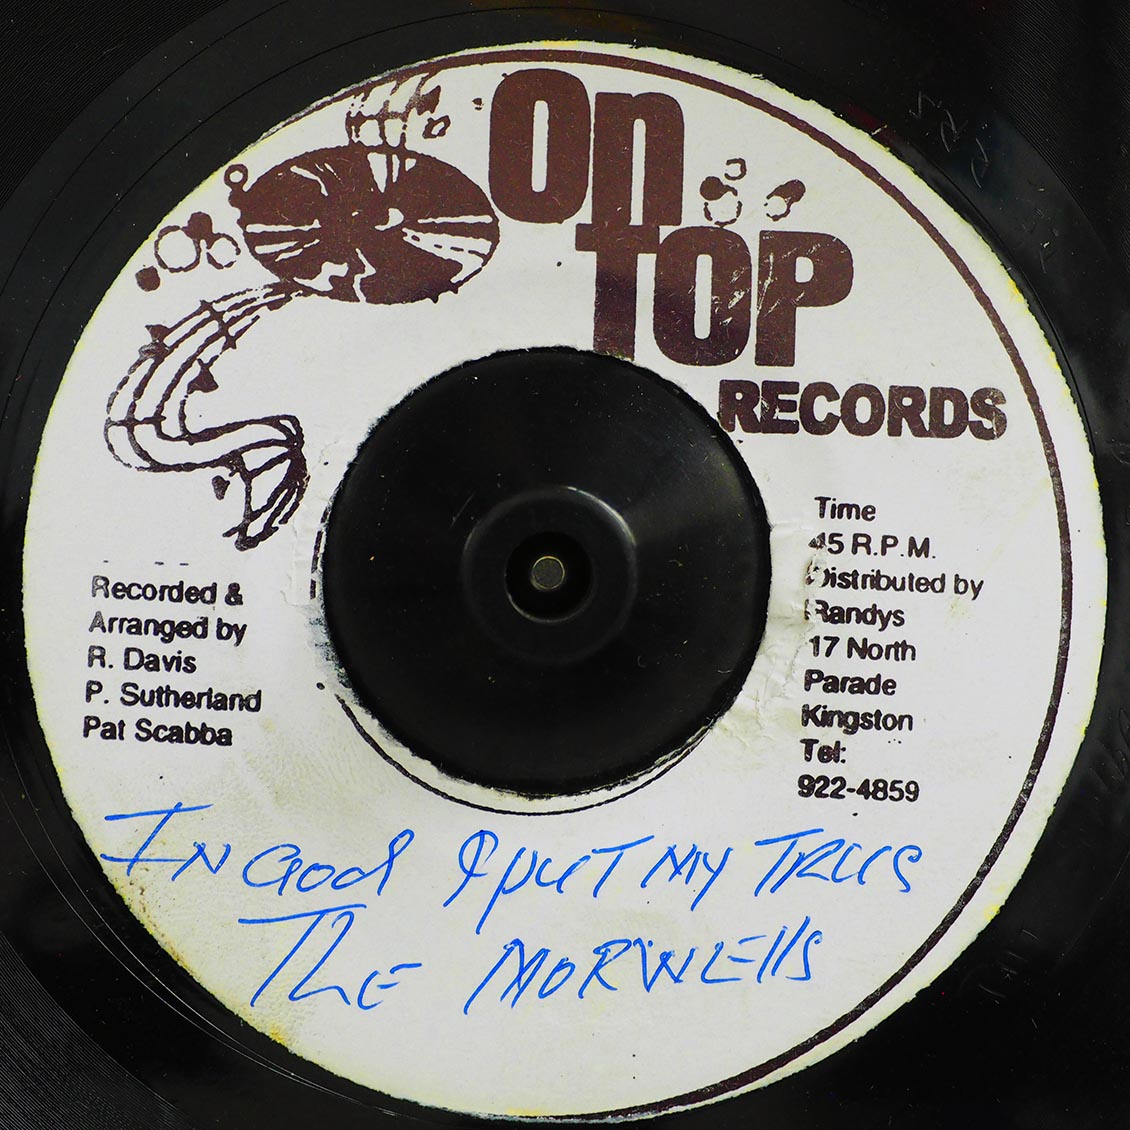 On
TOP
RECORDS
Time
45 R.P.M.
Distributed by
Randys
17 North
Parade
Kingston
Tel:
922-4859
Recorded &
Arranged by
R. Davis
P. Sutherland
Pat Scabba
IN God I puT MY TRUS
ThE MORWElls